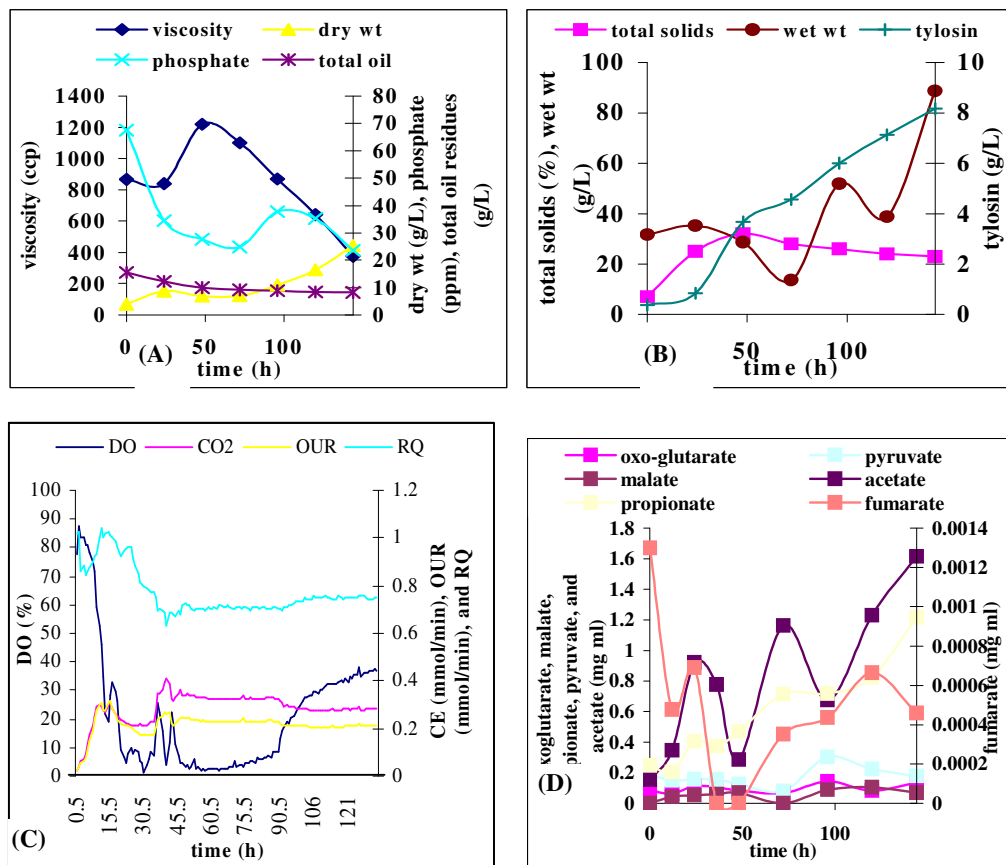 viscosity dry wt
phosphate total oil
1400
1200
1000
800
600
400
200
0
80
70
60
50
40
30
20
10
0
0 50 100
viscosity (ccp)
dry wt (g/L), phosphate
(ppm), total oil residues
(g/L)
(A)
time (h)
total solids wet wt tylosin
100
80
60
40
20
0
10
8
6
4
2
0
0 50 100
total solids (%), wet wt
(g/L)
tylosin (g/L)
(B)
time (h)
DO CO2 OUR RQ
100
90
80
70
60
50
40
30
20
10
0
1.2
1
0.8
0.6
0.4
0.2
0
0.5 15.5 30.5 45.5 60.5 75.5 90.5 106 121
DO (%)
CE (mmol/min), OUR
(mmol/min), and RQ
(C)
time (h)
oxo-glutarate pyruvate
malate acetate
propionate fumarate
1.8
1.6
1.4
1.2
1
0.8
0.6
0.4
0.2
0
0.0014
0.0012
0.001
0.0008
0.0006
0.0004
0.0002
0
0 50 100
xoglutarate, malate,
pionate, pyruvate, and
acetate (mg ml)
fumarate (mg ml)
(D)
time (h)